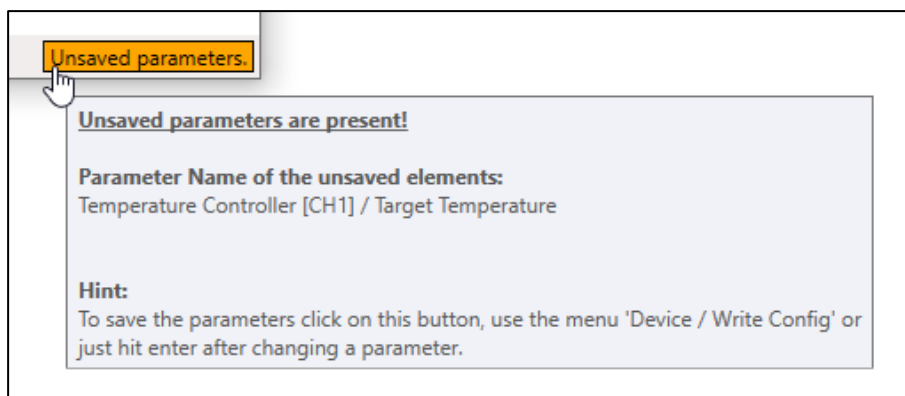 Unsaved parameters.
Unsaved parameters are present!
Parameter Name of the unsaved elements:
Temperature Controller [CH1] / Target Temperature
Hint:
To save the parameters click on this button, use the menu 'Device / Write Config' or
just hit enter after changing a parameter.